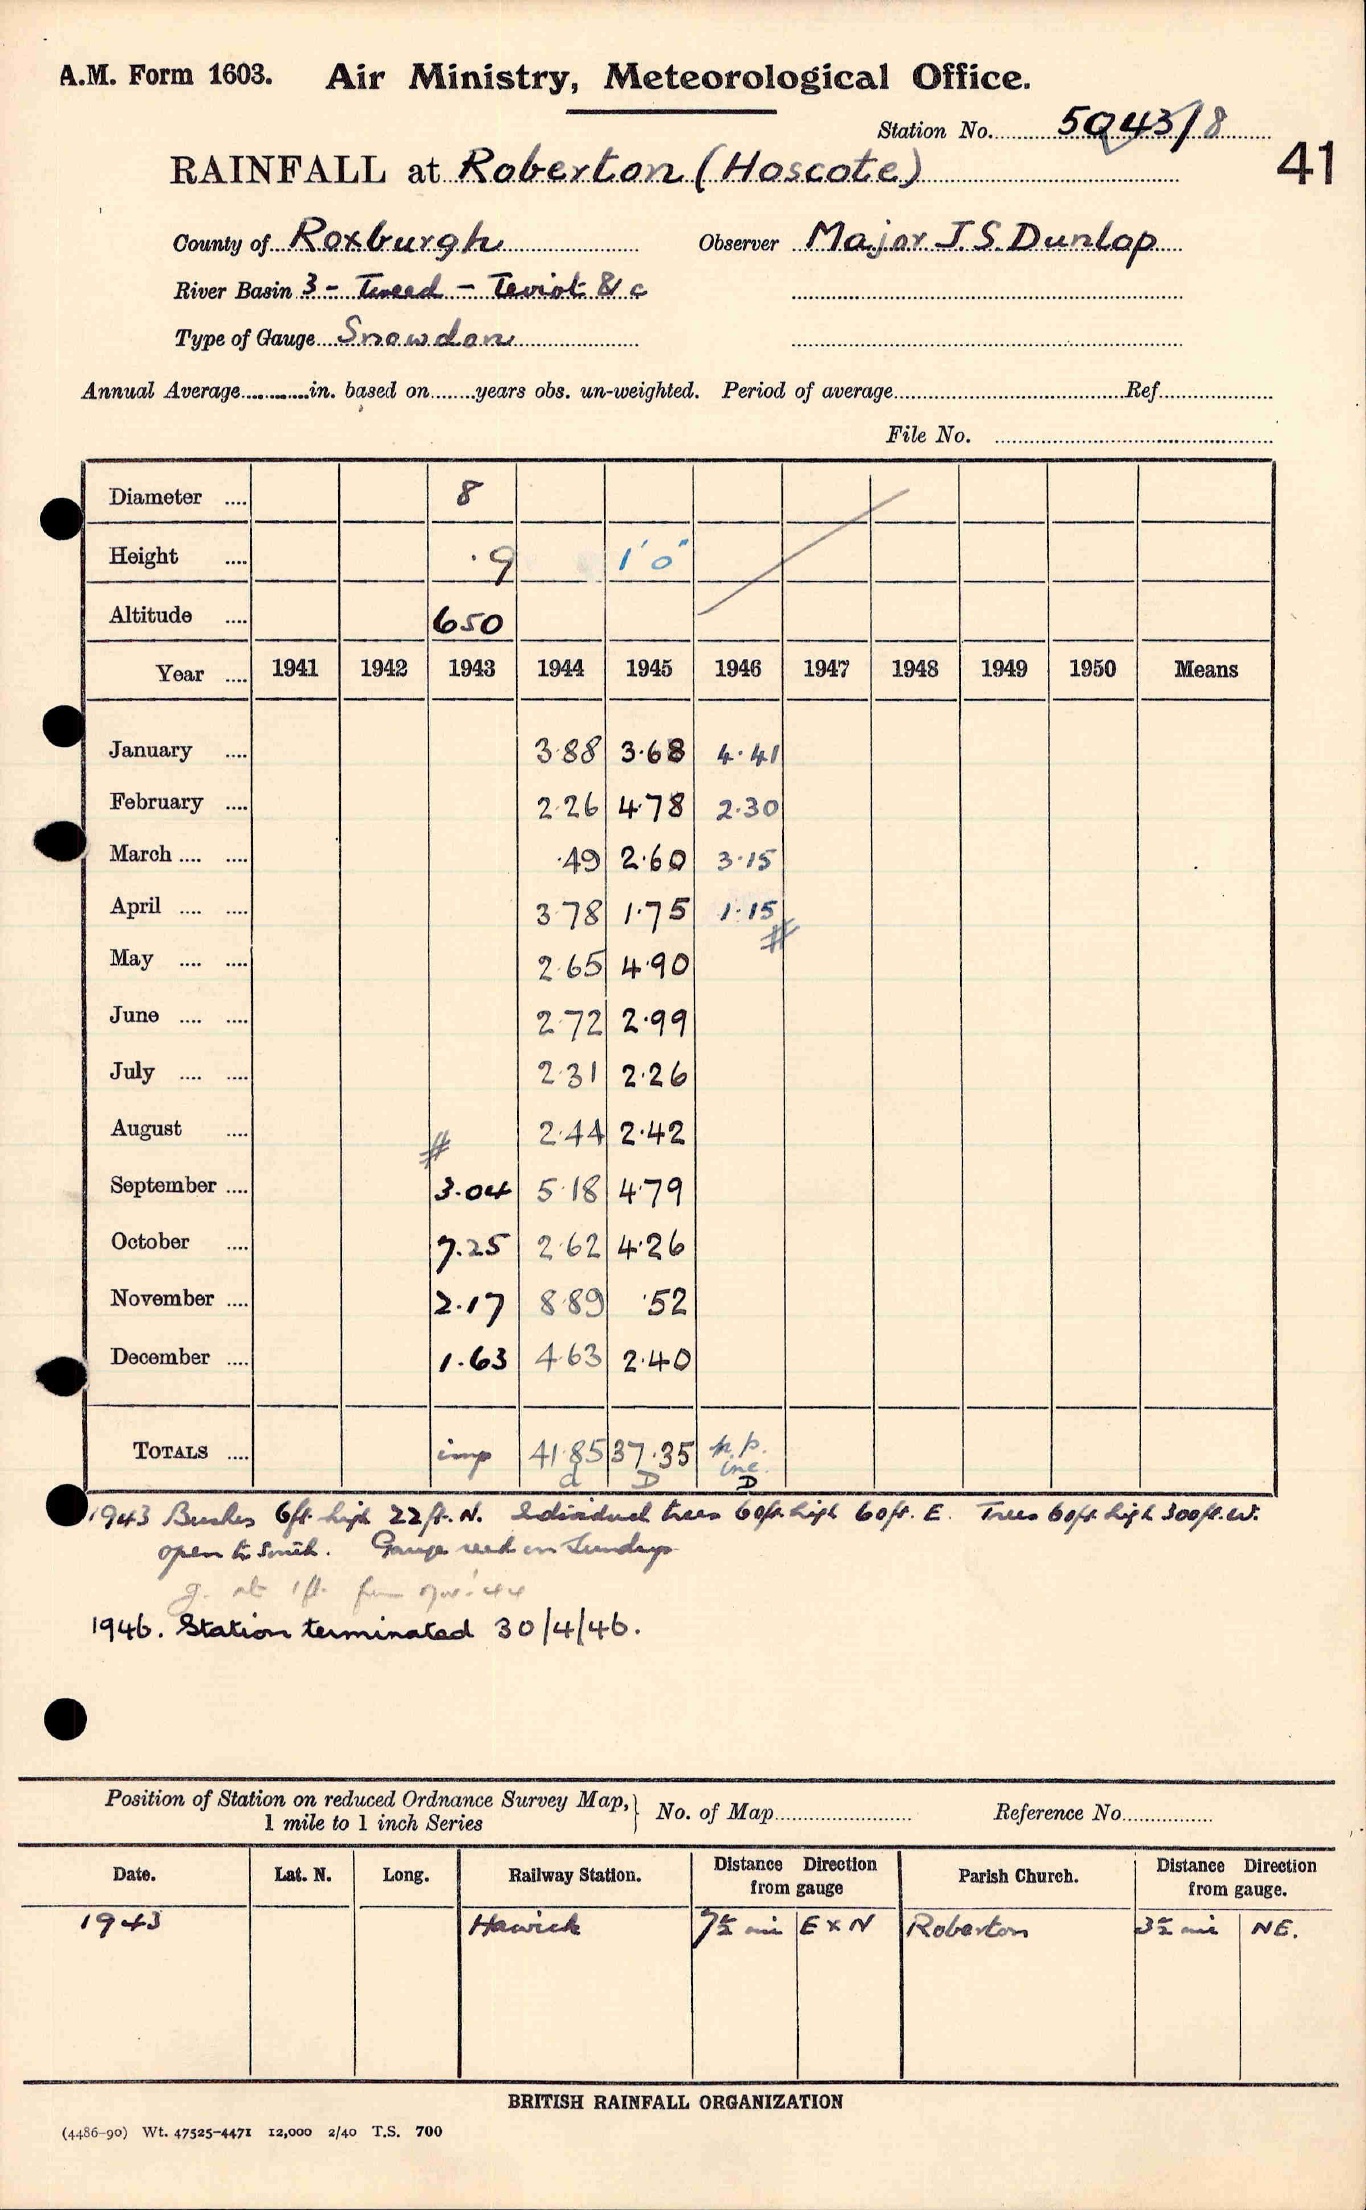 A.M. Form 1603. Air Ministry, Meteorological Office.
Station No. 5043/8
41
RAINFALL at Roberton (Hoscote)
County of Roxburgh Observer Major J.S. Dunlop
River Basin 3 - Tweed - Teviot &c
Type of Gauge Snowdon
Annual Average in. based on years obs. un-weighted. Period of average Ref.
File No.
Diameter 8
Height ·9 1'0"
Altitude 650
Year 1941 1942 1943 1944 1945 1946 1947 1948 1949 1950 Means
January 3·88 3·68 4·41
February 2·26 4·78 2·30
March ·49 2·60 3·15
April 3·78 1·75 1·15
May 2·65 4·90
June 2·72 2·99
July 2·31 2·26
August 2·44 2·42
September 3·04 5·18 4·79
October 7·25 2·62 4·26
November 2·17 8·89 ·52
December 1·63 4·63 2·40
TOTALS imp 41·85 37·35 n.p. inc.
d D D
1943 Bushes 6ft. high 22ft. N. Individual trees 60ft. high 60ft. E. Trees 60ft. high 300ft. W.
open to South. Gauge read on Sundays
g. at 1ft. from Nov. '44
1946. Station terminated 30/4/46.
Position of Station on reduced Ordnance Survey Map, 1 mile to 1 inch Series } No. of Map Reference No.
Date. Lat. N. Long. Railway Station. Distance Direction from gauge Parish Church. Distance Direction from gauge.
1943 Hawick 7½ mi E x N Roberton 3½ mi NE.
BRITISH RAINFALL ORGANIZATION
(4486-90) Wt. 47525-4471 12,000 2/40 T.S. 700